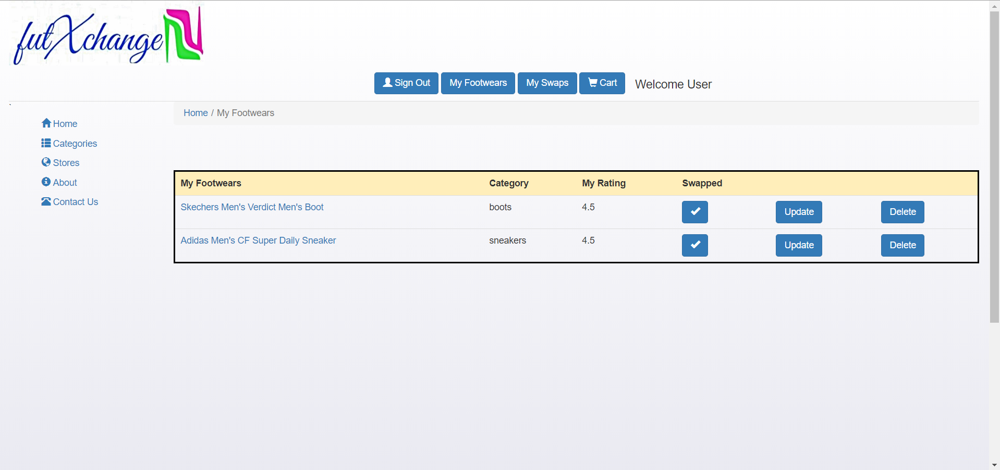 futXchange
Sign Out My Footwears My Swaps Cart Welcome User
`
Home / My Footwears
Home
Categories
Stores
About
Contact Us
My Footwears Category My Rating Swapped
Skechers Men's Verdict Men's Boot boots 4.5 Update Delete
Adidas Men's CF Super Daily Sneaker sneakers 4.5 Update Delete